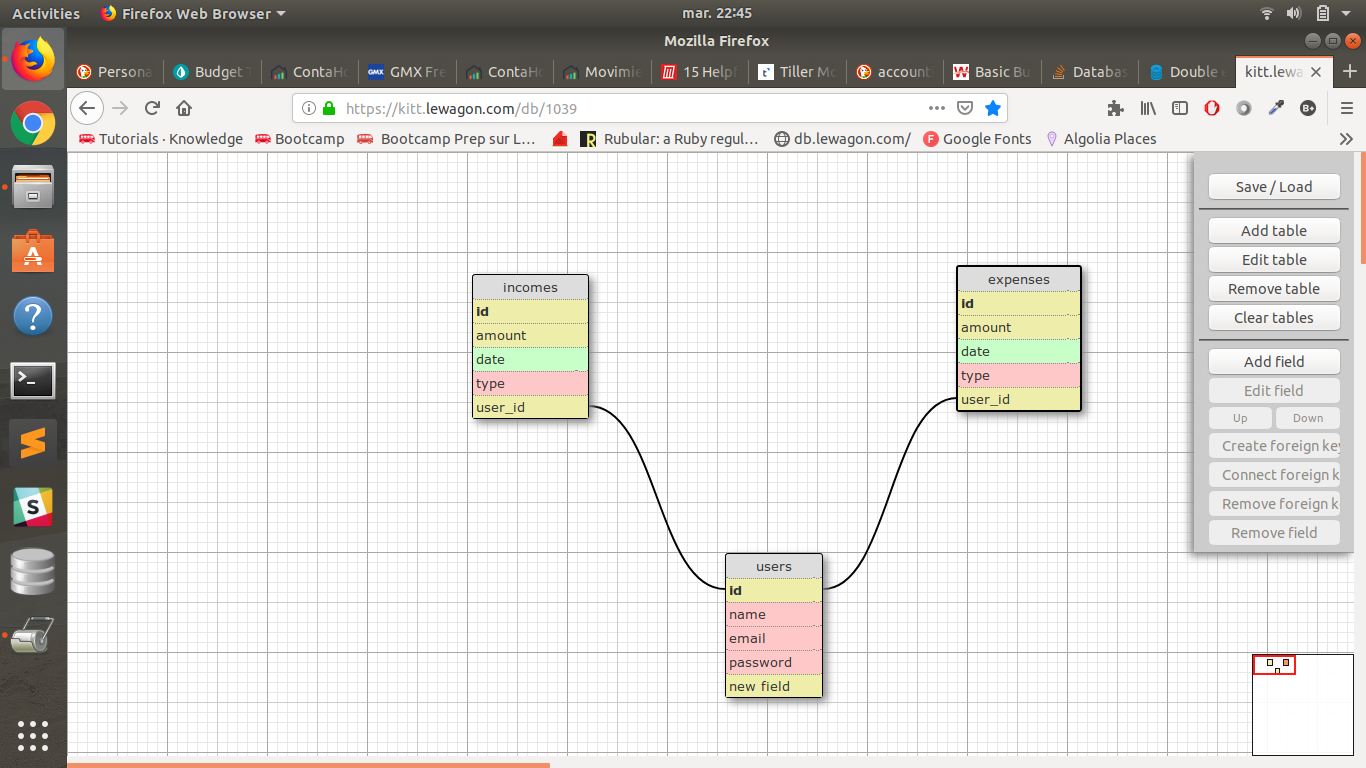 Activities
Firefox Web Browser
mar. 22:45
Mozilla Firefox
Persona
Budget T
ContaHo
GMX GMX Fre
ContaHo
Movimie
15 Helpf
Tiller Mo
account
Basic Bu
Databas
Double e
kitt.lewa
https://kitt.lewagon.com/db/1039
Tutorials · Knowledge
Bootcamp
Bootcamp Prep sur L…
Rubular: a Ruby regul…
db.lewagon.com/
Google Fonts
Algolia Places
Save / Load
Add table
Edit table
Remove table
Clear tables
Add field
Edit field
Up
Down
Create foreign key
Connect foreign k
Remove foreign k
Remove field
incomes
id
amount
date
type
user_id
expenses
id
amount
date
type
user_id
users
id
name
email
password
new field